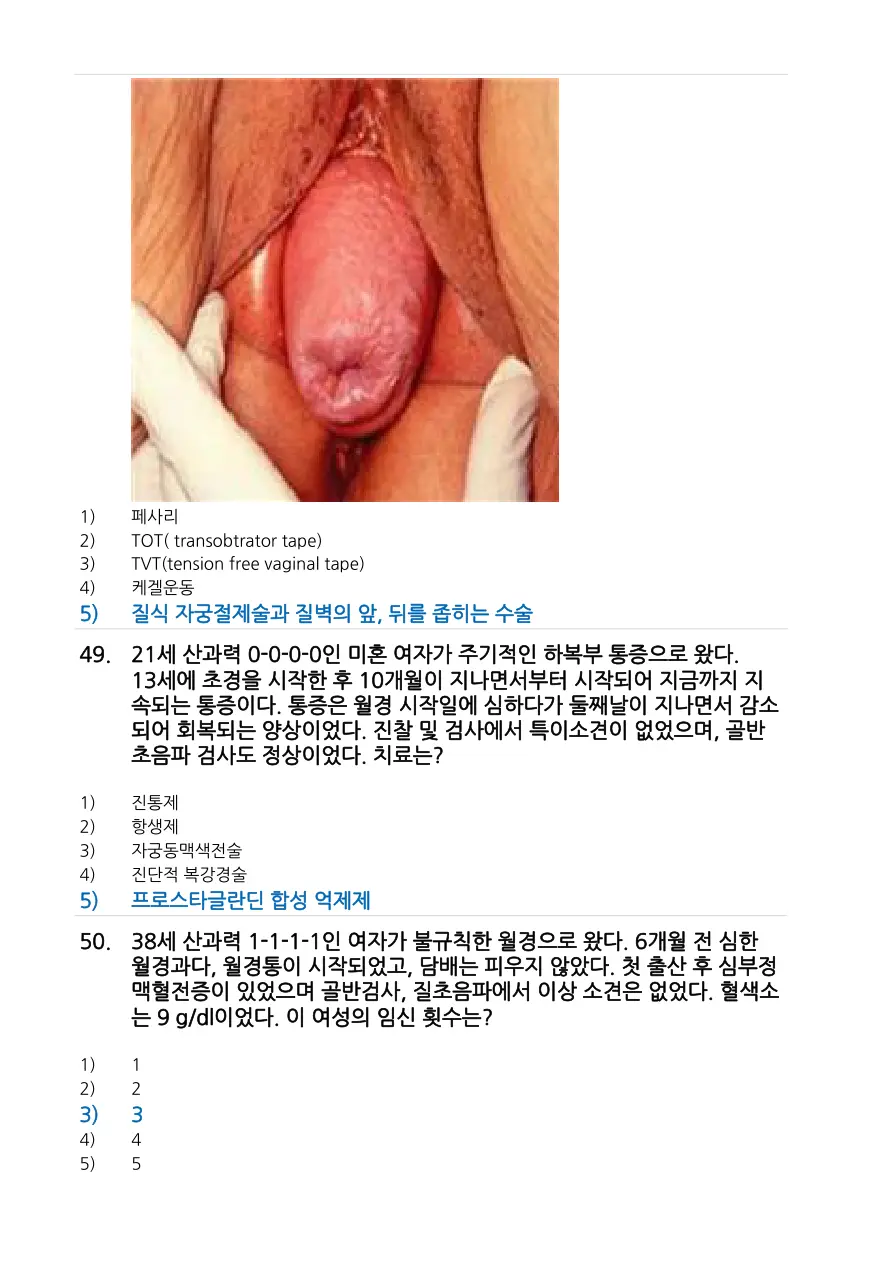 1) 페사리
2) TOT( transobtrator tape)
3) TVT(tension free vaginal tape)
4) 케겔운동
5) 질식 자궁절제술과 질벽의 앞, 뒤를 좁히는 수술
49. 21세 산과력 0-0-0-0인 미혼 여자가 주기적인 하복부 통증으로 왔다.
13세에 초경을 시작한 후 10개월이 지나면서부터 시작되어 지금까지 지
속되는 통증이다. 통증은 월경 시작일에 심하다가 둘째날이 지나면서 감소
되어 회복되는 양상이었다. 진찰 및 검사에서 특이소견이 없었으며, 골반
초음파 검사도 정상이었다. 치료는?
1) 진통제
2) 항생제
3) 자궁동맥색전술
4) 진단적 복강경술
5) 프로스타글란딘 합성 억제제
50. 38세 산과력 1-1-1-1인 여자가 불규칙한 월경으로 왔다. 6개월 전 심한
월경과다, 월경통이 시작되었고, 담배는 피우지 않았다. 첫 출산 후 심부정
맥혈전증이 있었으며 골반검사, 질초음파에서 이상 소견은 없었다. 혈색소
는 9 g/dl이었다. 이 여성의 임신 횟수는?
1) 1
2) 2
3) 3
4) 4
5) 5